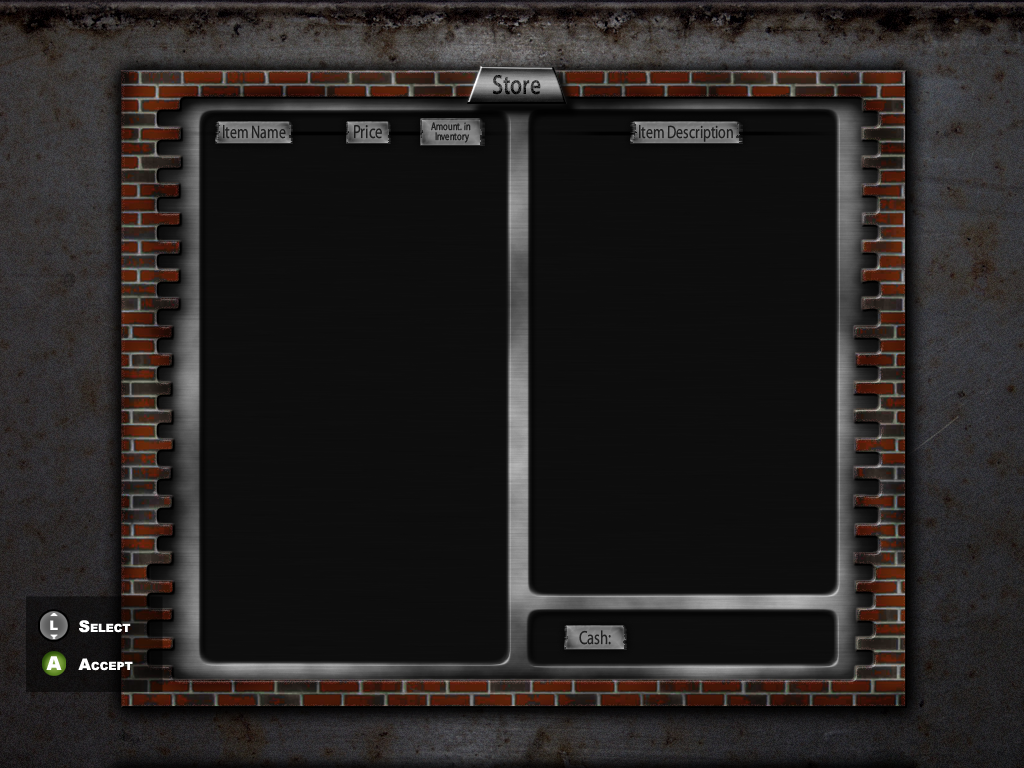 Store
Item Name
Price
Amount. in
Inventory
Item Description
L
Select
A
Accept
Cash: